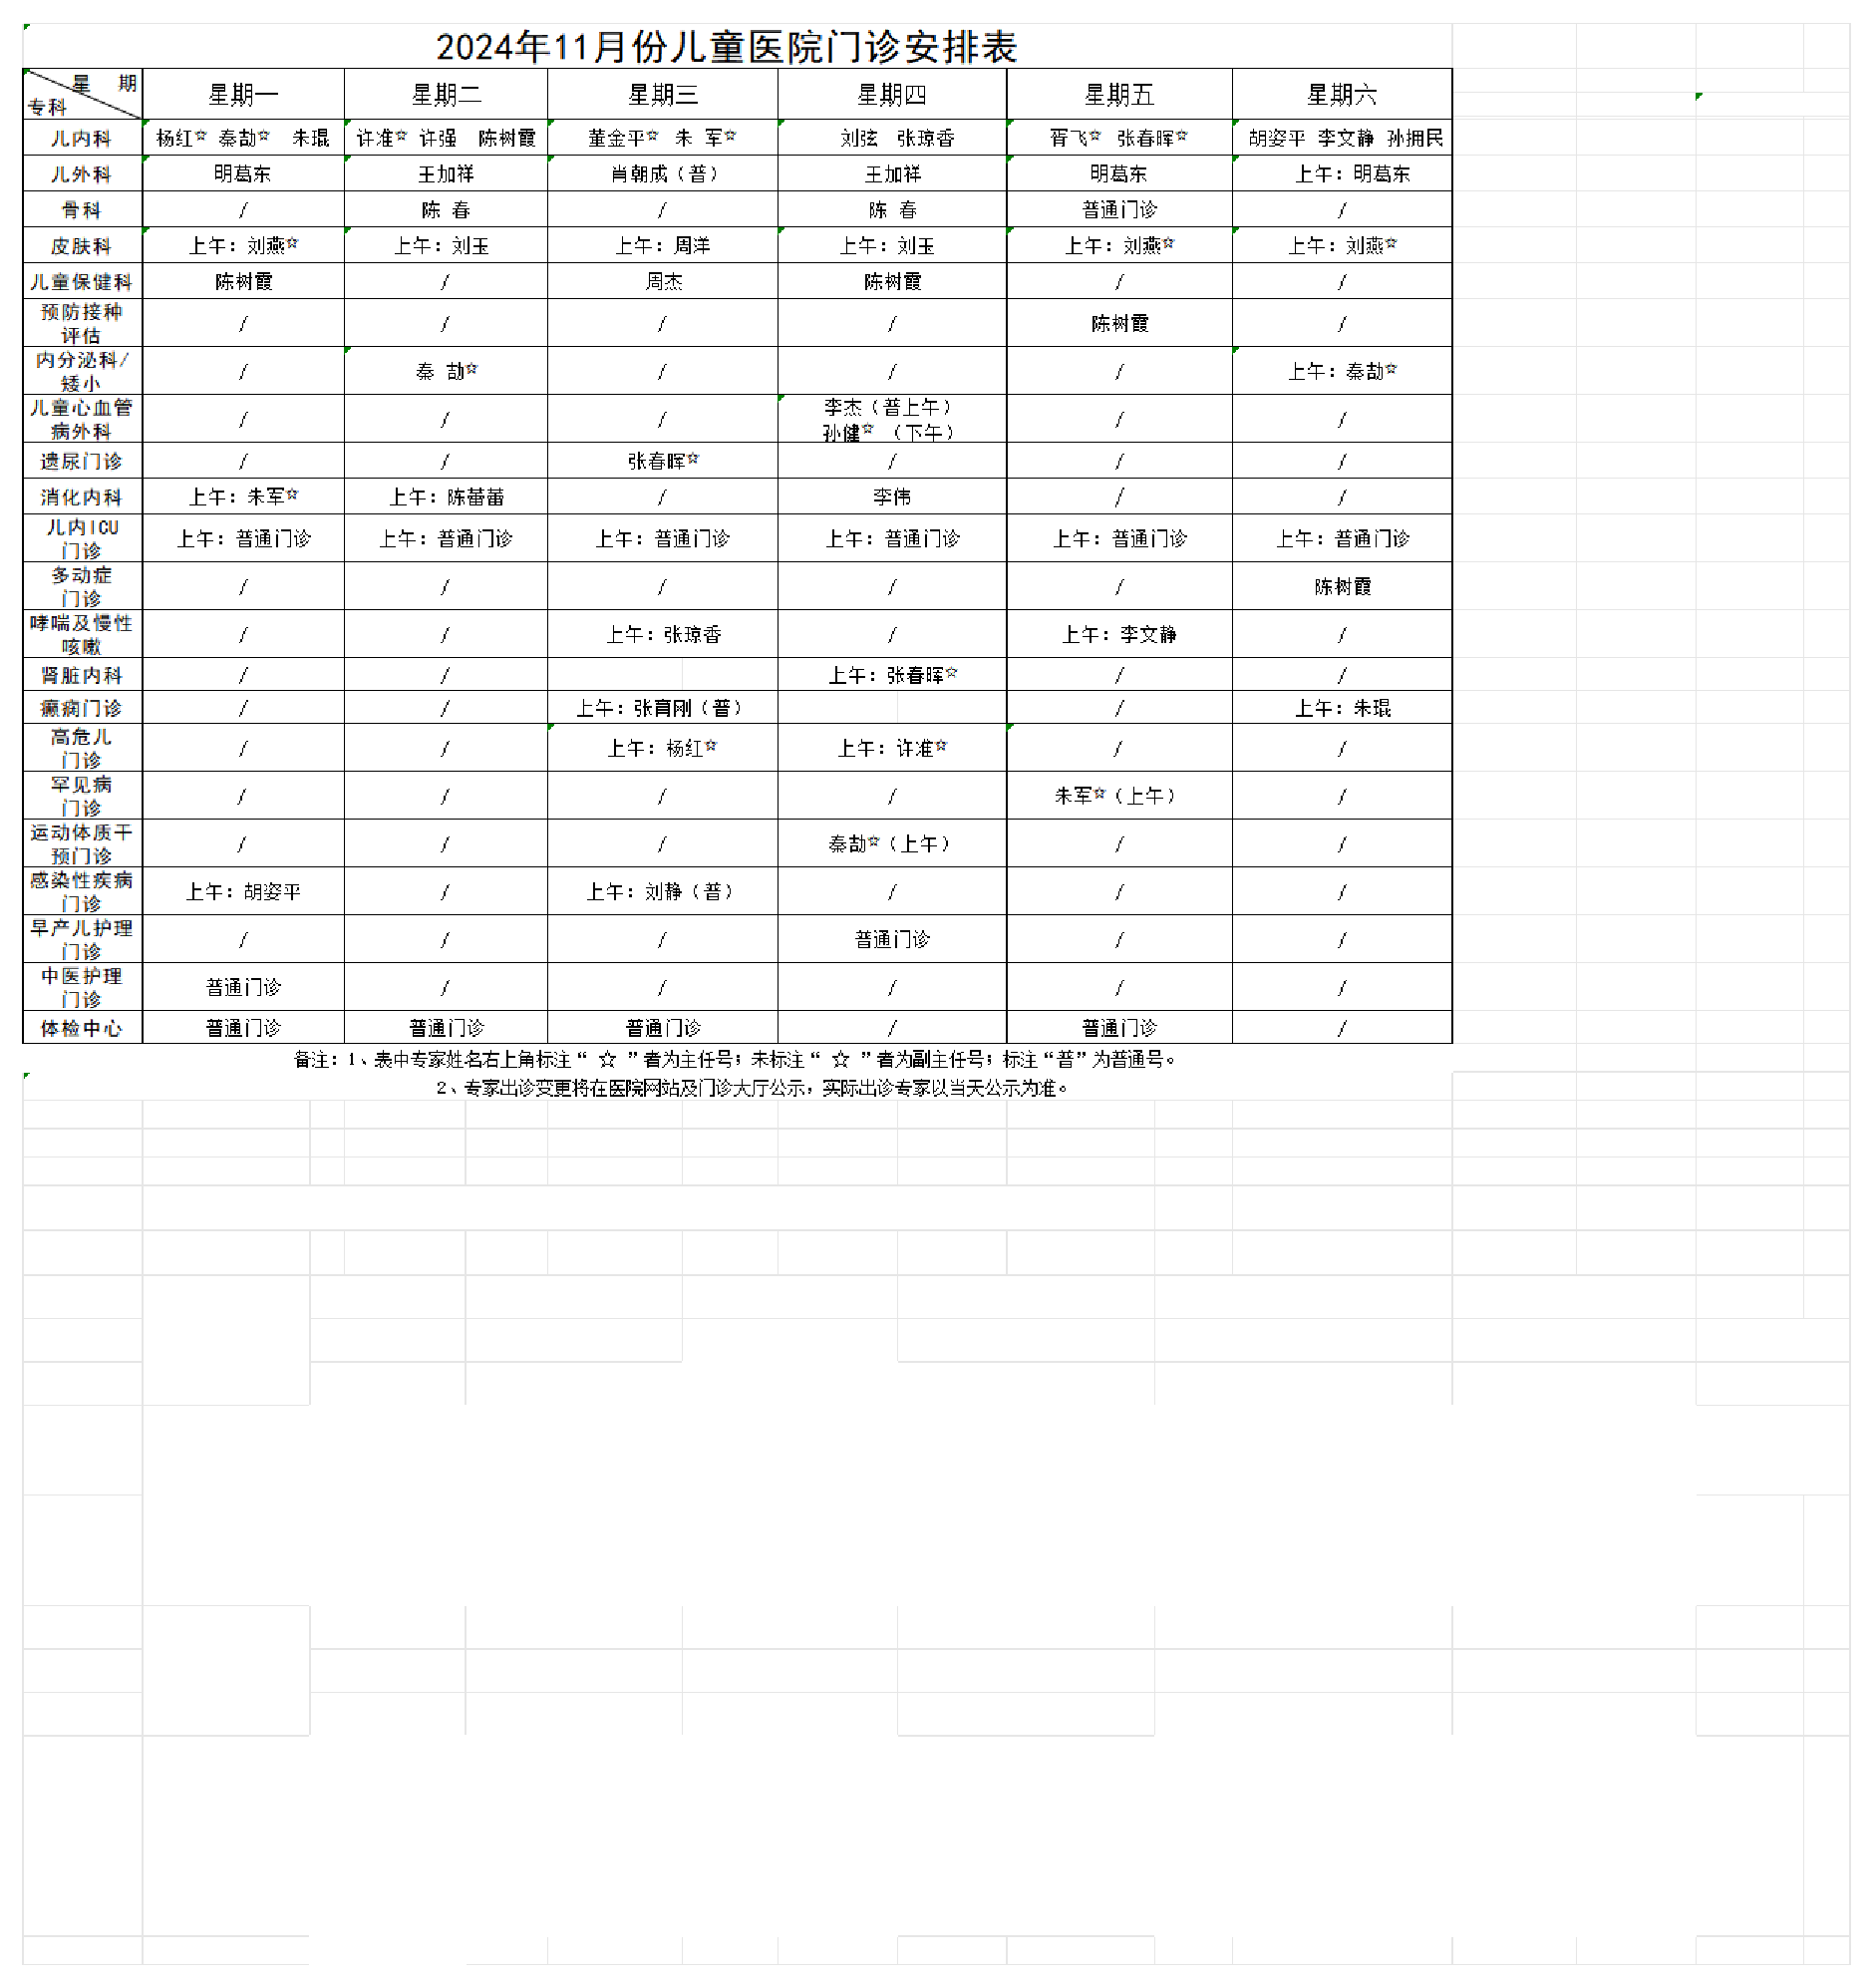 2024年11月份儿童医院门诊安排表
星 期 专科 星期一 星期二 星期三 星期四 星期五 星期六
儿内科 杨红☆ 秦劼☆ 朱琨 许准☆ 许强 陈树霞 董金平☆ 朱 军☆ 刘弦 张琼香 胥飞☆ 张春晖☆ 胡姿平 李文静 孙拥民
儿外科 明葛东 王加祥 肖朝成（普） 王加祥 明葛东 上午：明葛东
骨科 / 陈 春 / 陈 春 普通门诊 /
皮肤科 上午：刘燕☆ 上午：刘玉 上午：周洋 上午：刘玉 上午：刘燕☆ 上午：刘燕☆
儿童保健科 陈树霞 / 周杰 陈树霞 / /
预防接种
评估 / / / / 陈树霞 /
内分泌科/
矮小 / 秦 劼☆ / / / 上午：秦劼☆
儿童心血管
病外科 / / / 李杰（普上午）
孙健☆ （下午） / /
遗尿门诊 / / 张春晖☆ / / /
消化内科 上午：朱军☆ 上午：陈蕾蕾 / 李伟 / /
儿内ICU
门诊 上午：普通门诊 上午：普通门诊 上午：普通门诊 上午：普通门诊 上午：普通门诊 上午：普通门诊
多动症
门诊 / / / / / 陈树霞
哮喘及慢性
咳嗽 / / 上午：张琼香 / 上午：李文静 /
肾脏内科 / / 上午：张春晖☆ / /
癫痫门诊 / / 上午：张育刚（普） / 上午：朱琨
高危儿
门诊 / / 上午：杨红☆ 上午：许准☆ / /
罕见病
门诊 / / / / 朱军☆（上午） /
运动体质干
预门诊 / / / 秦劼☆（上午） / /
感染性疾病
门诊 上午：胡姿平 / 上午：刘静（普） / / /
早产儿护理
门诊 / / / 普通门诊 / /
中医护理
门诊 普通门诊 / / / / /
体检中心 普通门诊 普通门诊 普通门诊 / 普通门诊 /
备注：1、表中专家姓名右上角标注“ ☆ ”者为主任号；未标注“ ☆ ”者为副主任号；标注“普”为普通号。
2、专家出诊变更将在医院网站及门诊大厅公示，实际出诊专家以当天公示为准。